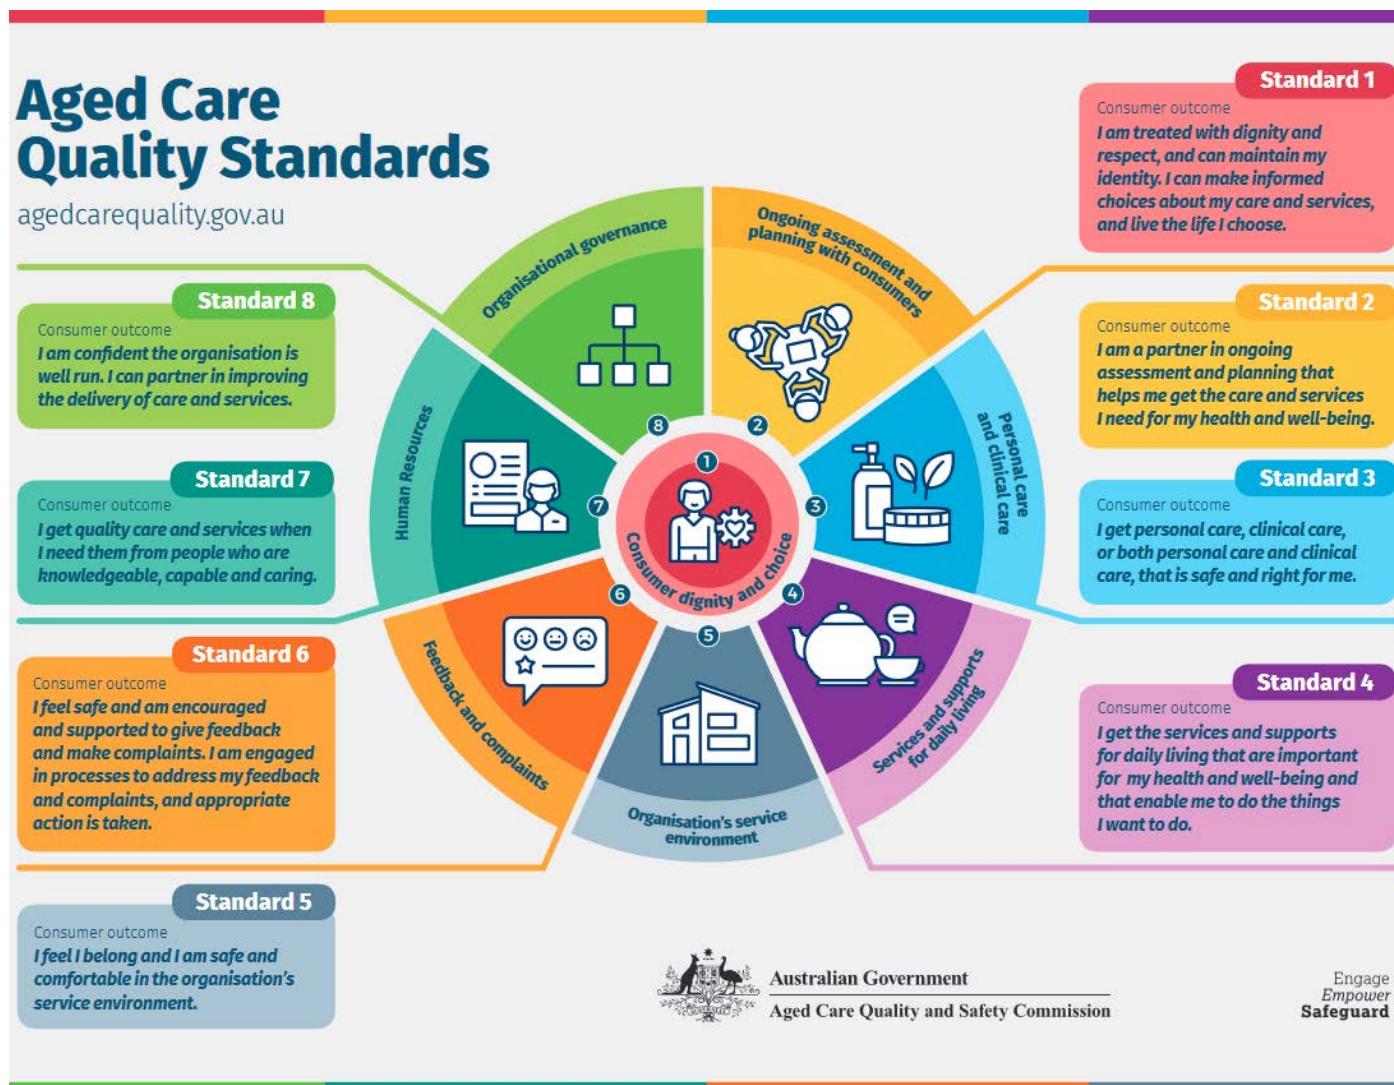 Aged Care
Quality Standards
agedcarequality.gov.au
Standard 1
Consumer outcome
I am treated with dignity and
respect, and can maintain my
identity. I can make informed
choices about my care and services,
and live the life I choose.
Standard 2
Consumer outcome
I am a partner in ongoing
assessment and planning that
helps me get the care and services
I need for my health and well-being.
Standard 3
Consumer outcome
I get personal care, clinical care,
or both personal care and clinical
care, that is safe and right for me.
Standard 4
Consumer outcome
I get the services and supports
for daily living that are important
for my health and well-being and
that enable me to do the things
I want to do.
Standard 8
Consumer outcome
I am confident the organisation is
well run. I can partner in improving
the delivery of care and services.
Standard 7
Consumer outcome
I get quality care and services when
I need them from people who are
knowledgeable, capable and caring.
Standard 6
Consumer outcome
I feel safe and am encouraged
and supported to give feedback
and make complaints. I am engaged
in processes to address my feedback
and complaints, and appropriate
action is taken.
Standard 5
Consumer outcome
I feel I belong and I am safe and
comfortable in the organisation's
service environment.
1
Consumer dignity and choice
2
Ongoing assessment and
planning with consumers
3
Personal care
and clinical care
4
Services and supports
for daily living
5
Organisation's service
environment
6
Feedback and complaints
7
Human Resources
8
Organisational governance
Australian Government
Aged Care Quality and Safety Commission
Engage
Empower
Safeguard